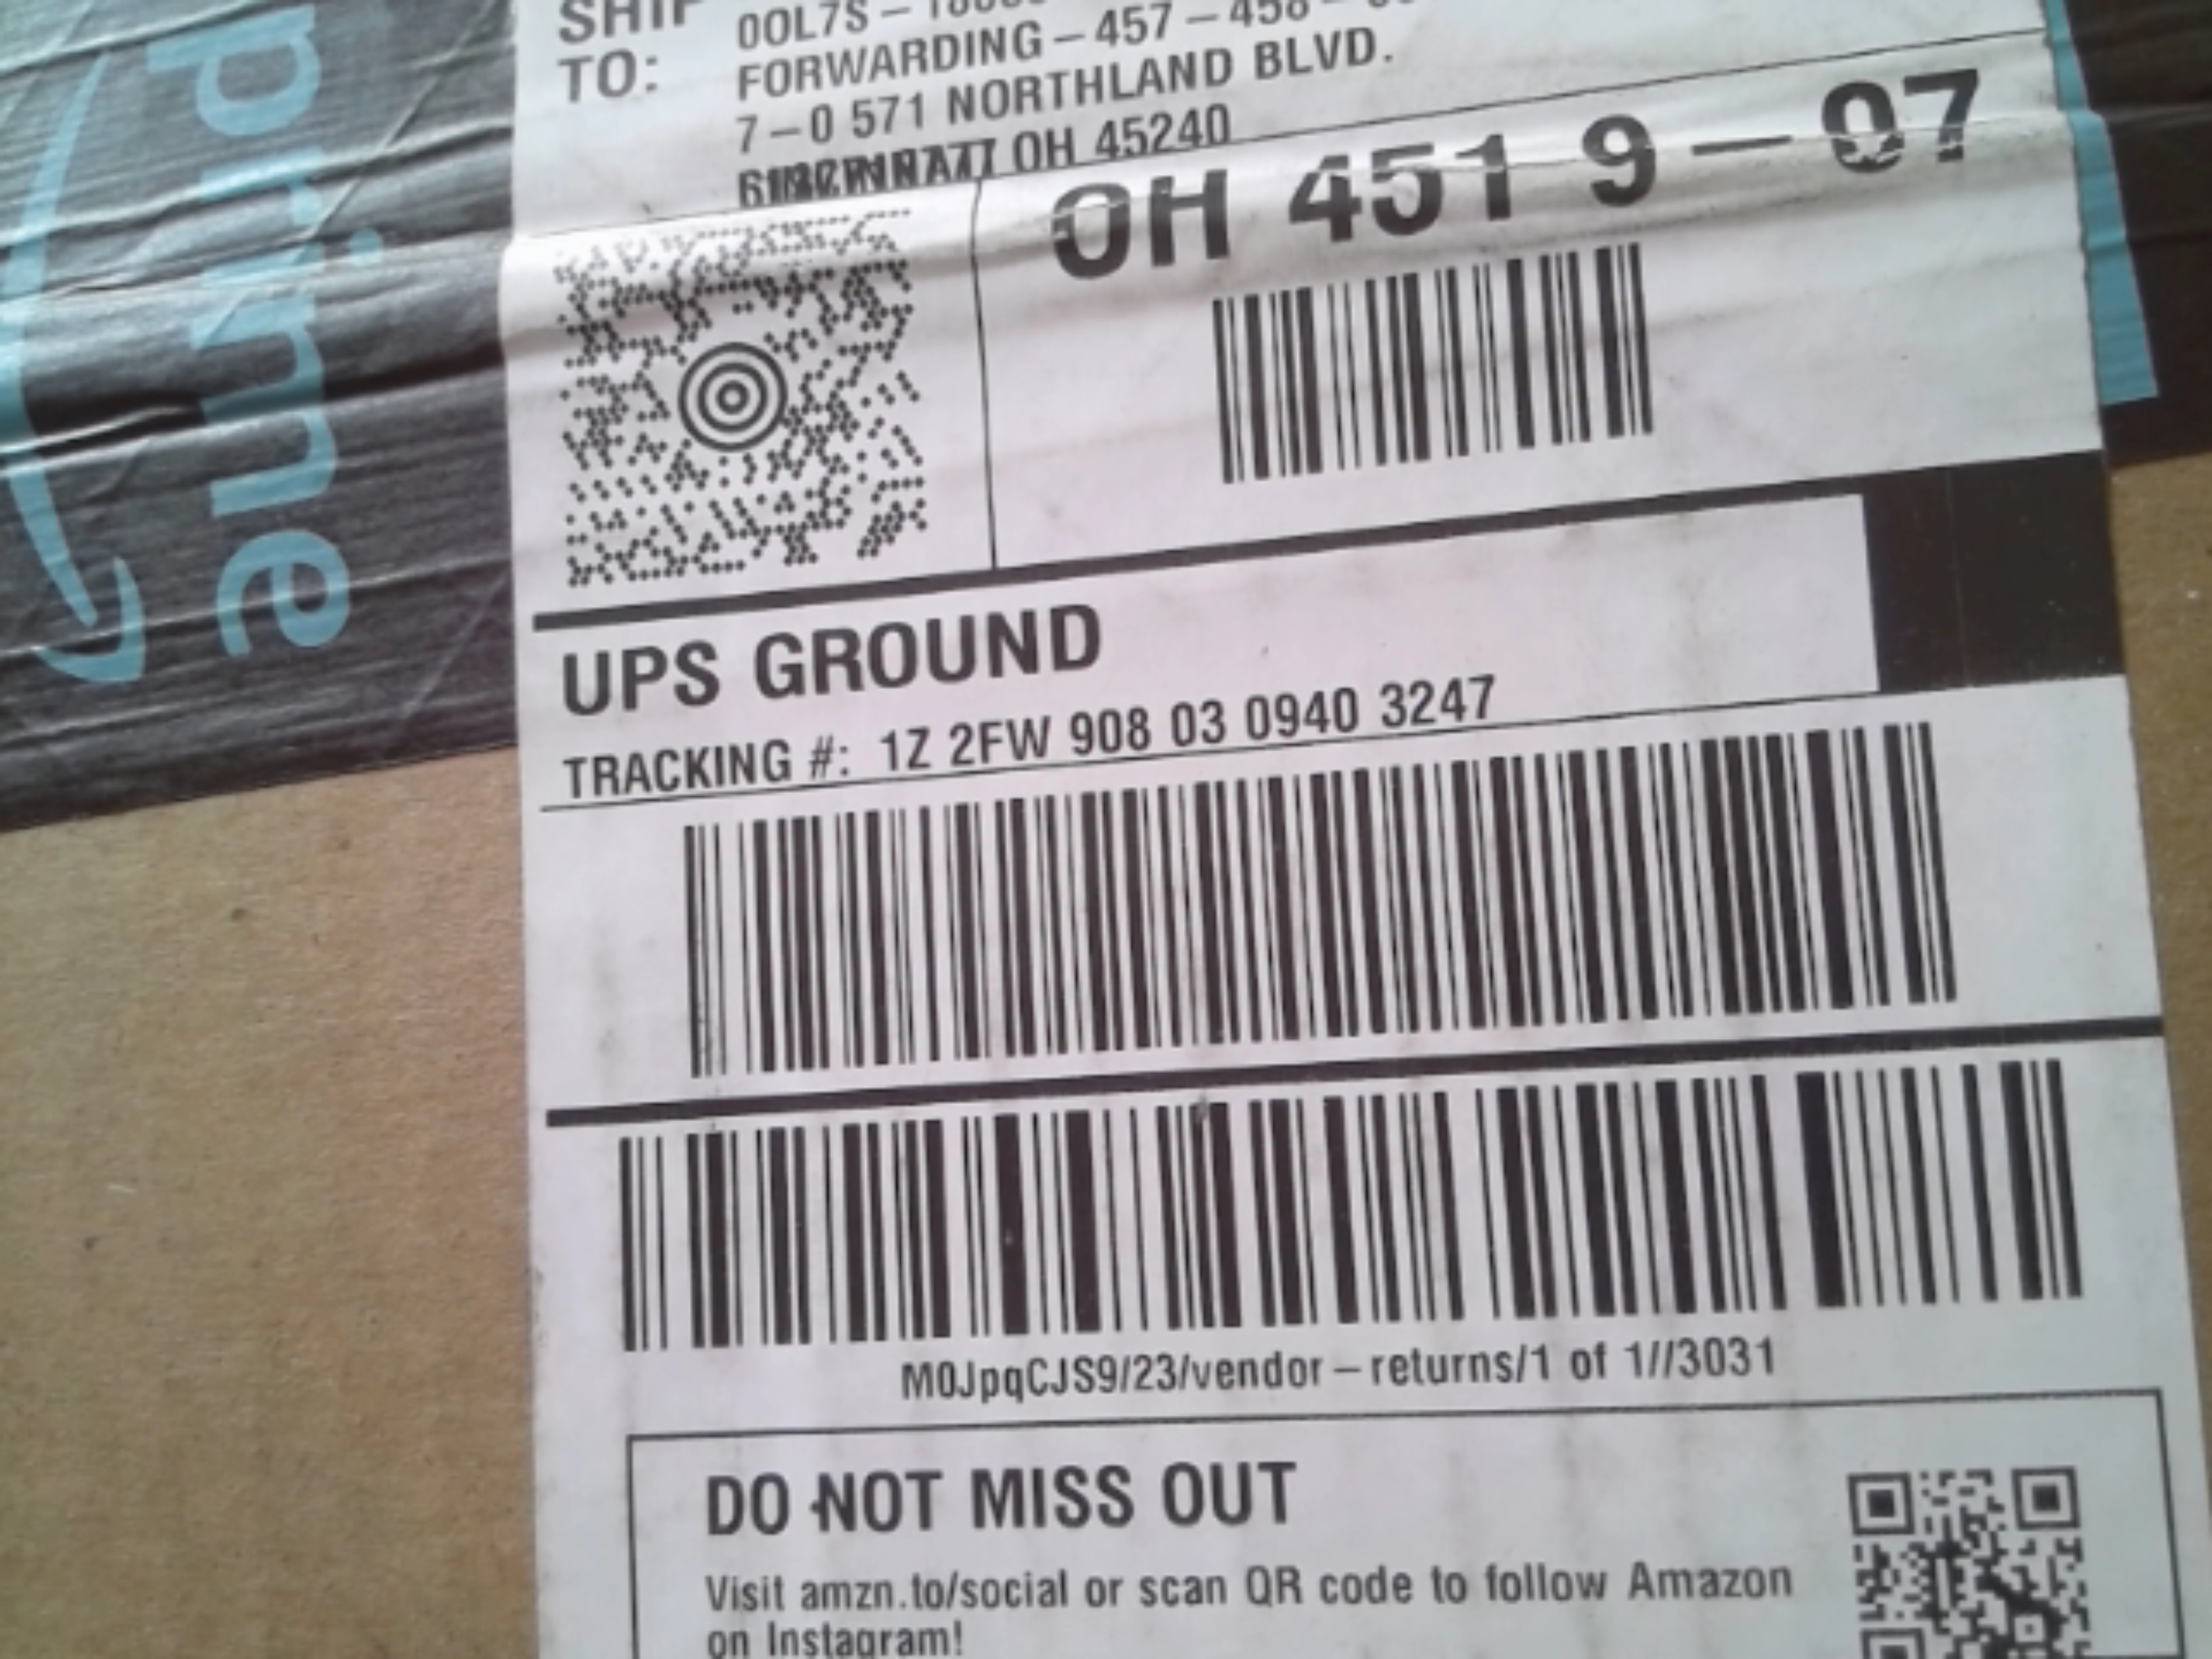 SHIP
TO:
00L7S –
FORWARDING – 457 – 458 –
7 – 0 571 NORTHLAND BLVD.
OH 45240
OH 451 9 – 07
UPS GROUND
TRACKING #: 1Z 2FW 908 03 0940 3247
M0JpqCJS9/23/vendor – returns/1 of 1//3031
DO NOT MISS OUT
Visit amzn.to/social or scan QR code to follow Amazon
on Instagram!
prime